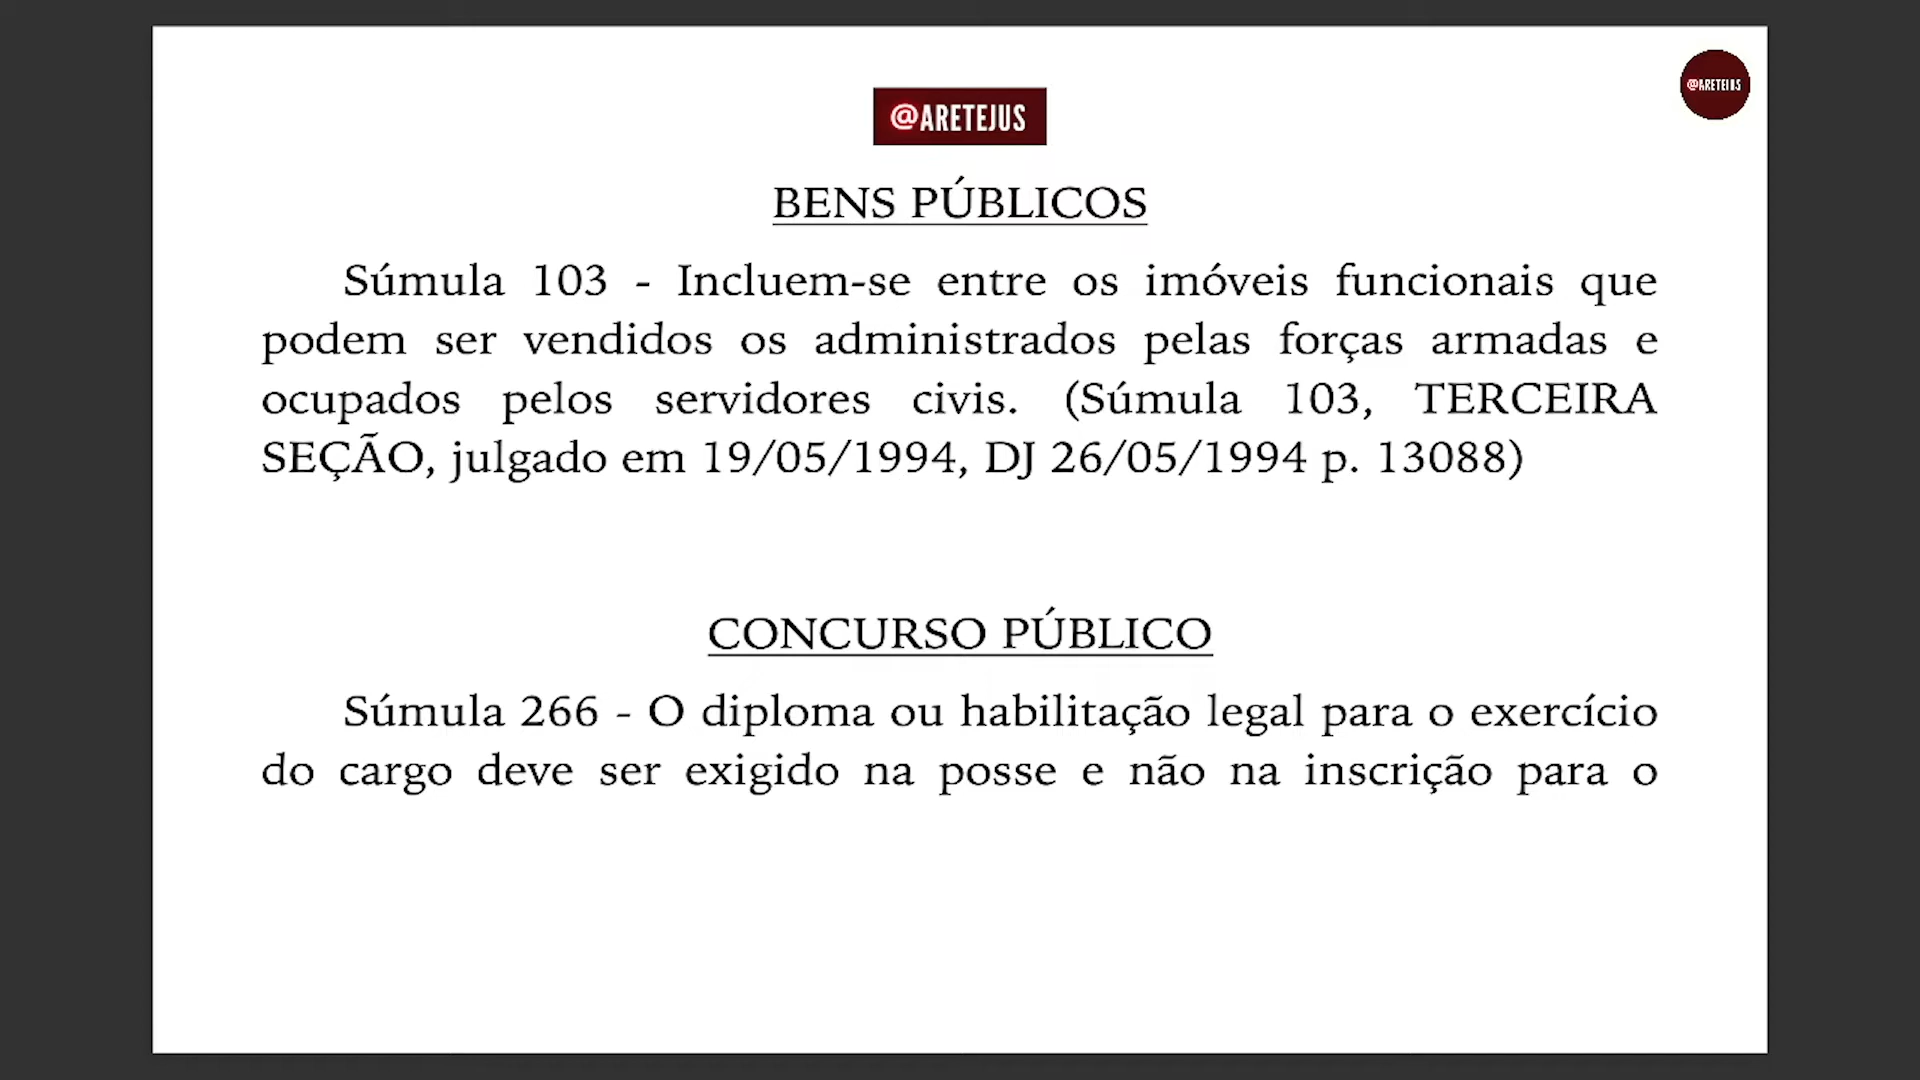 @ARETEJUS
@ARETEJUS
BENS PÚBLICOS
Súmula 103 - Incluem-se entre os imóveis funcionais que
podem ser vendidos os administrados pelas forças armadas e
ocupados pelos servidores civis. (Súmula 103, TERCEIRA
SEÇÃO, julgado em 19/05/1994, DJ 26/05/1994 p. 13088)
CONCURSO PÚBLICO
Súmula 266 - O diploma ou habilitação legal para o exercício
do cargo deve ser exigido na posse e não na inscrição para o